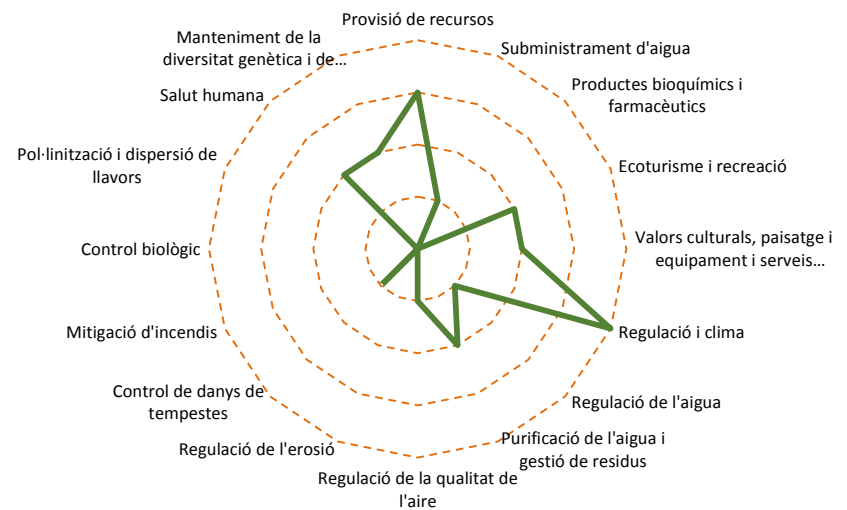 Provisió de recursos
Subministrament d'aigua
Productes bioquímics i
farmacèutics
Ecoturisme i recreació
Valors culturals, paisatge i
equipament i serveis…
Regulació i clima
Regulació de l'aigua
Purificació de l'aigua i
gestió de residus
Regulació de la qualitat de
l'aire
Regulació de l'erosió
Control de danys de
tempestes
Mitigació d'incendis
Control biològic
Pol·linització i dispersió de
llavors
Salut humana
Manteniment de la
diversitat genètica i de…